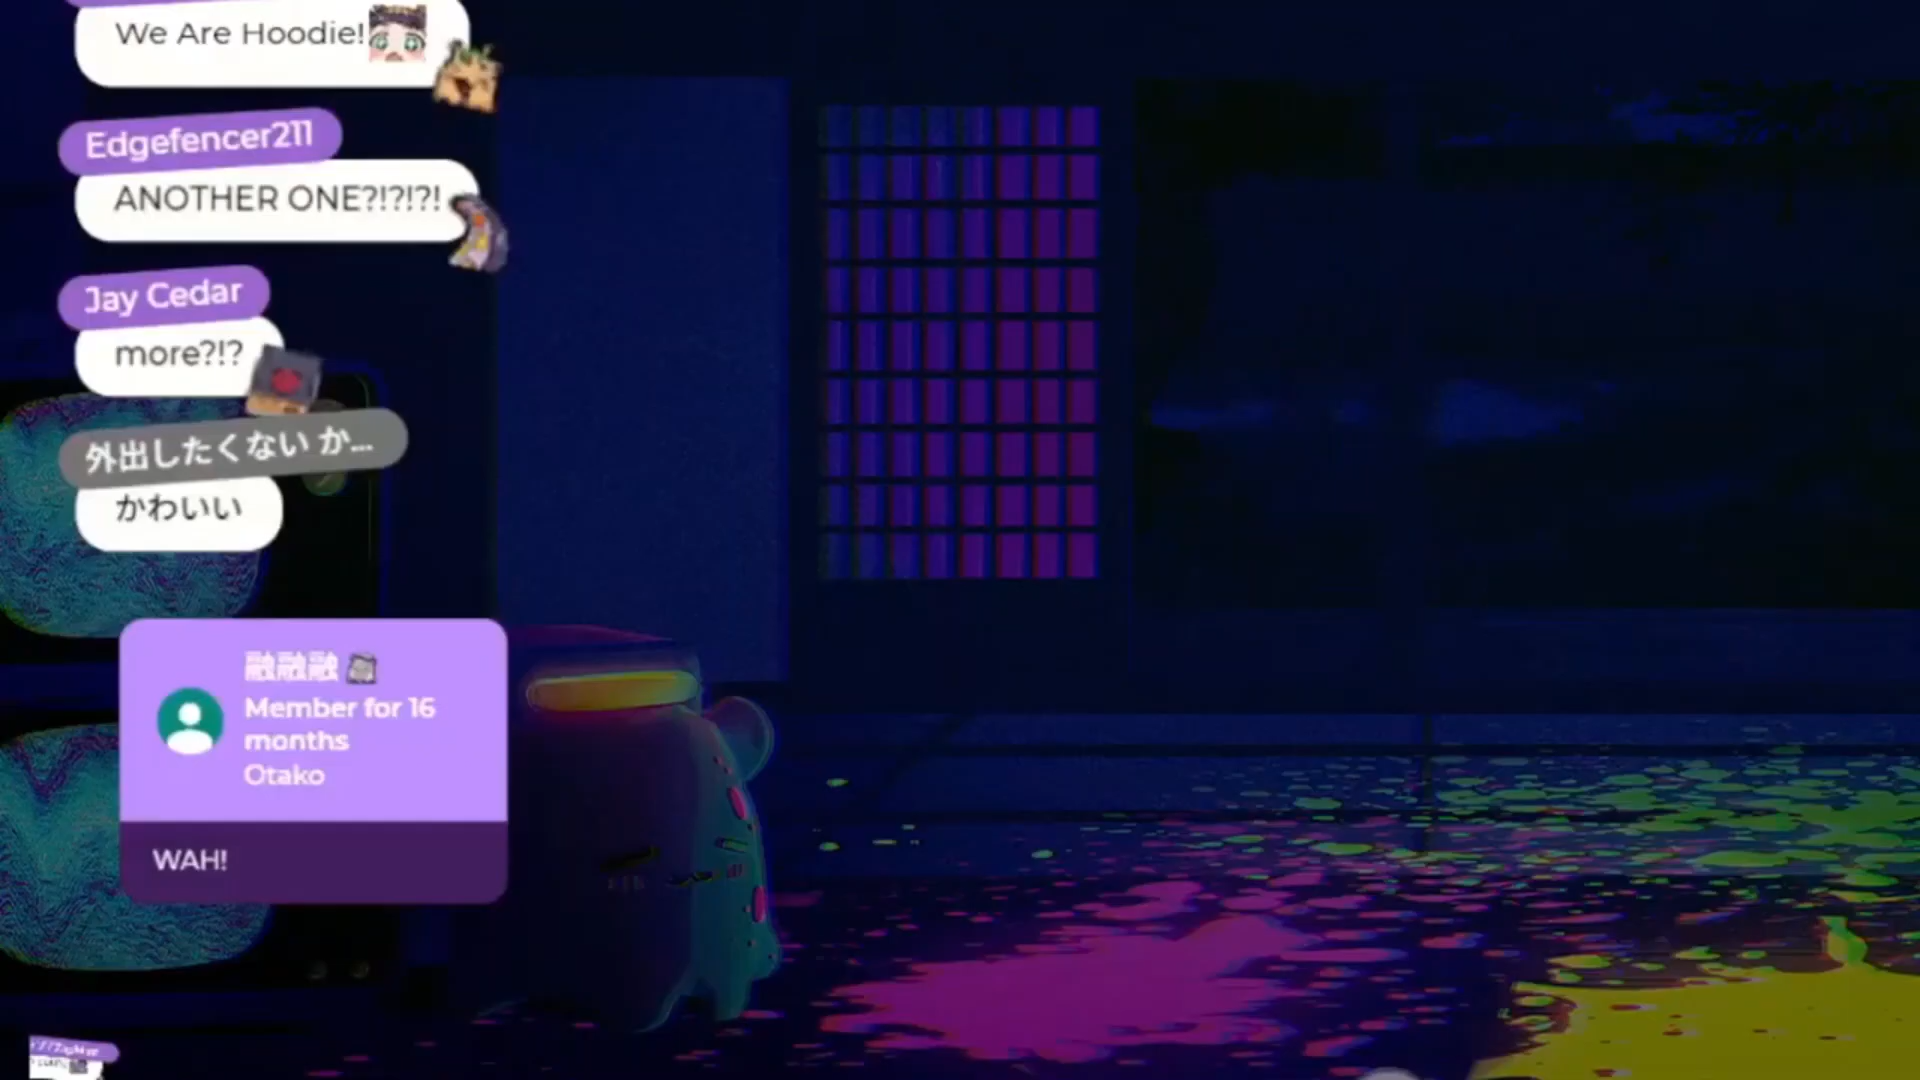 We Are Hoodie!
Edgefencer211
ANOTHER ONE?!?!?!
Jay Cedar
more?!?
外出したくない か...
かわいい
融融融
Member for 16
months
Otako
WAH!